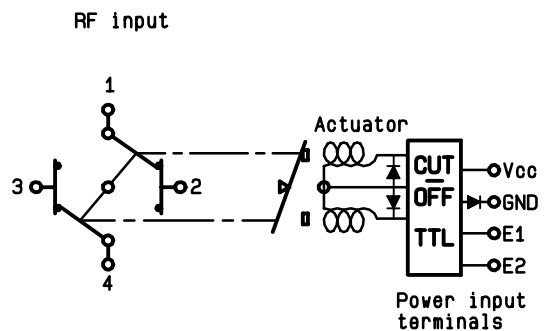 RF input
1
Actuator
CUT
OFF
TTL
Vcc
GND
E1
E2
3
2
4
Power input
terminals